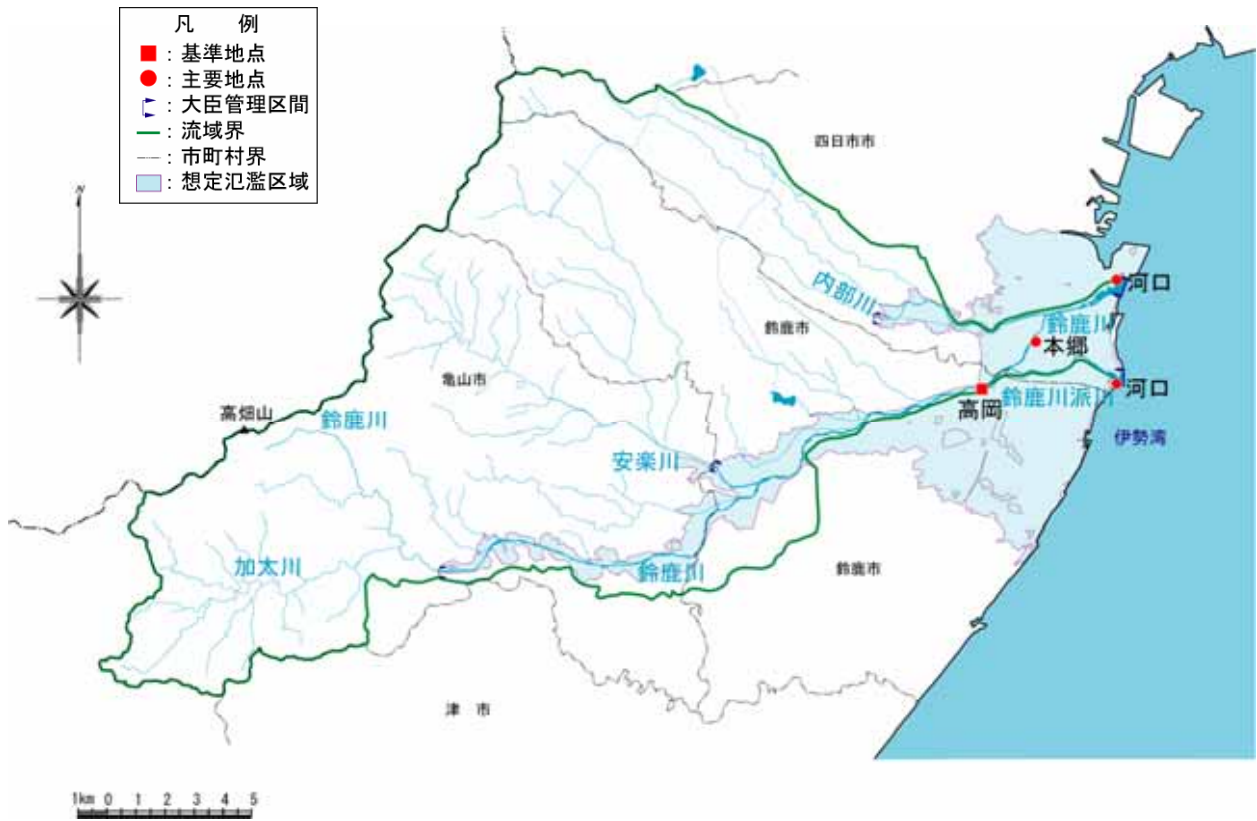 凡 例
■ : 基準地点
● : 主要地点
: 大臣管理区間
: 流域界
: 市町村界
: 想定氾濫区域
N
四日市市
河口
内部川
鈴鹿川
鈴鹿市
本郷
亀山市
河口
高畑山
高岡
鈴鹿川派川
鈴鹿川
伊勢湾
安楽川
加太川
鈴鹿川
鈴鹿市
津 市
1km 0 1 2 3 4 5